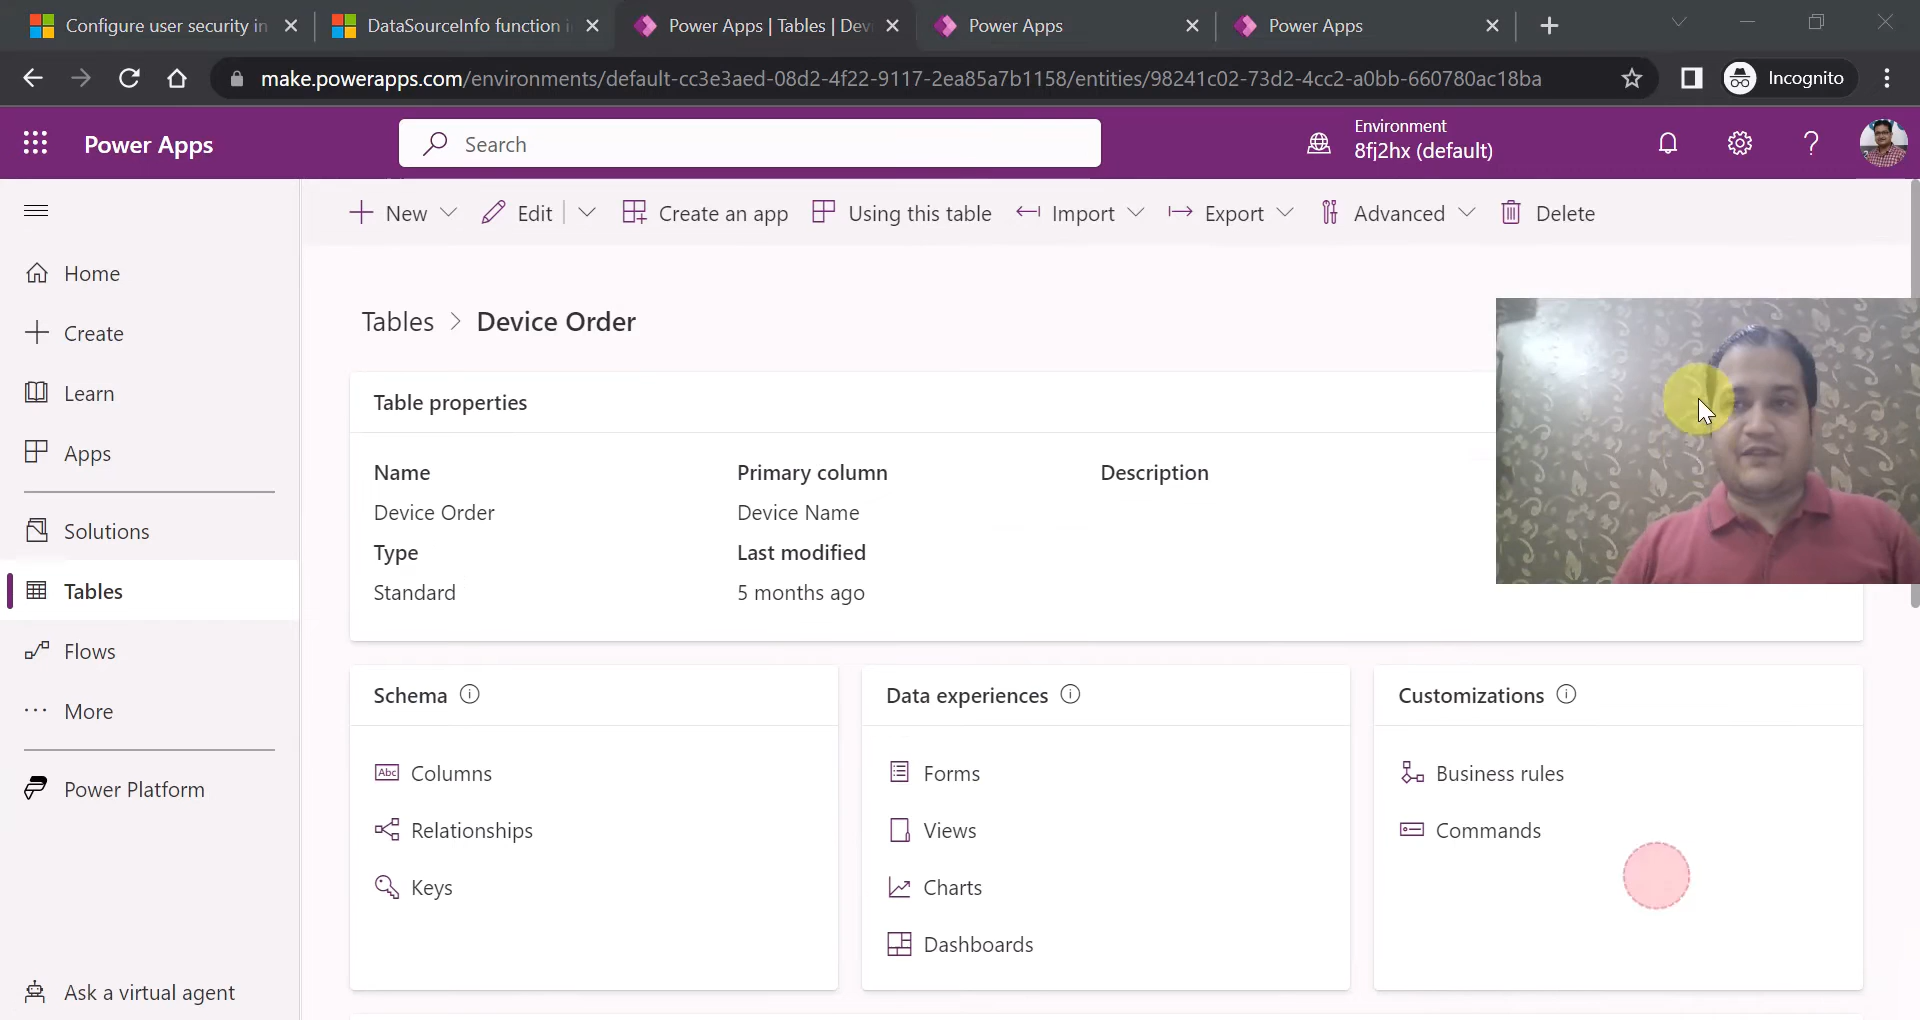 Configure user security in
DataSourceInfo function i
Power Apps | Tables | Dev
Power Apps
Power Apps
make.powerapps.com/environments/default-cc3e3aed-08d2-4f22-9117-2ea85a7b1158/entities/98241c02-73d2-4cc2-a0bb-660780ac18ba
Incognito
Power Apps
Search
Environment
8fj2hx (default)
New
Edit
Create an app
Using this table
Import
Export
Advanced
Delete
Home
Create
Learn
Apps
Solutions
Tables
Flows
More
Power Platform
Ask a virtual agent
Tables > Device Order
Table properties
Name
Device Order
Type
Standard
Primary column
Device Name
Last modified
5 months ago
Description
Schema
Abc Columns
Relationships
Keys
Data experiences
Forms
Views
Charts
Dashboards
Customizations
Business rules
Commands